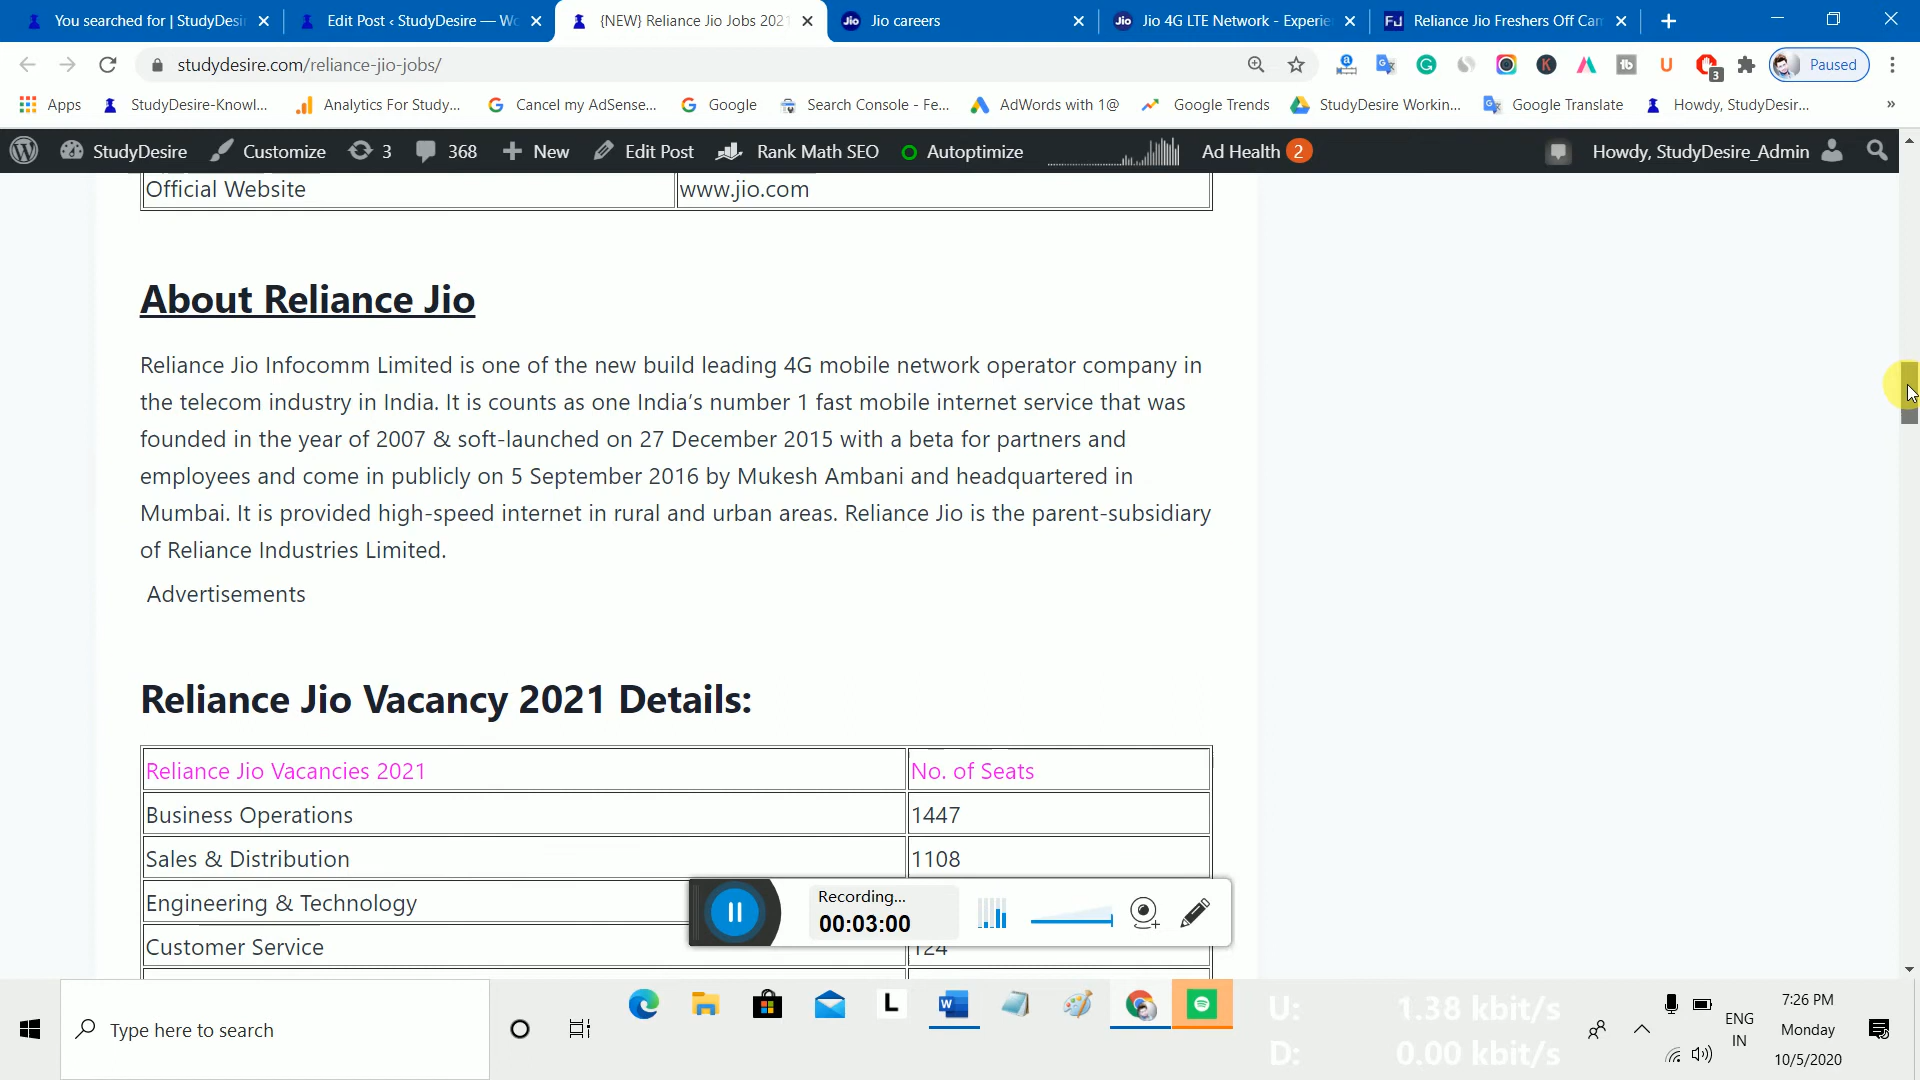 You searched for | StudyDesi
Edit Post ‹ StudyDesire — Wo
{NEW} Reliance Jio Jobs 2021
Jio careers
Jio 4G LTE Network - Experie
Reliance Jio Freshers Off Cam
studydesire.com/reliance-jio-jobs/
3
Paused
Apps
StudyDesire-Knowl...
Analytics For Study...
Cancel my AdSense...
Google
Search Console - Fe...
AdWords with 1@
Google Trends
StudyDesire Workin...
Google Translate
Howdy, StudyDesir...
»
StudyDesire
Customize
3
368
New
Edit Post
Rank Math SEO
Autoptimize
Ad Health 2
Howdy, StudyDesire_Admin
Official Website
www.jio.com
About Reliance Jio
Reliance Jio Infocomm Limited is one of the new build leading 4G mobile network operator company in
the telecom industry in India. It is counts as one India’s number 1 fast mobile internet service that was
founded in the year of 2007 & soft-launched on 27 December 2015 with a beta for partners and
employees and come in publicly on 5 September 2016 by Mukesh Ambani and headquartered in
Mumbai. It is provided high-speed internet in rural and urban areas. Reliance Jio is the parent-subsidiary
of Reliance Industries Limited.
Advertisements
Reliance Jio Vacancy 2021 Details:
Reliance Jio Vacancies 2021
No. of Seats
Business Operations
1447
Sales & Distribution
1108
Engineering & Technology
Customer Service
124
Recording...
00:03:00
Type here to search
U: 1.38 kbit/s
D: 0.00 kbit/s
ENG
IN
7:26 PM
Monday
10/5/2020